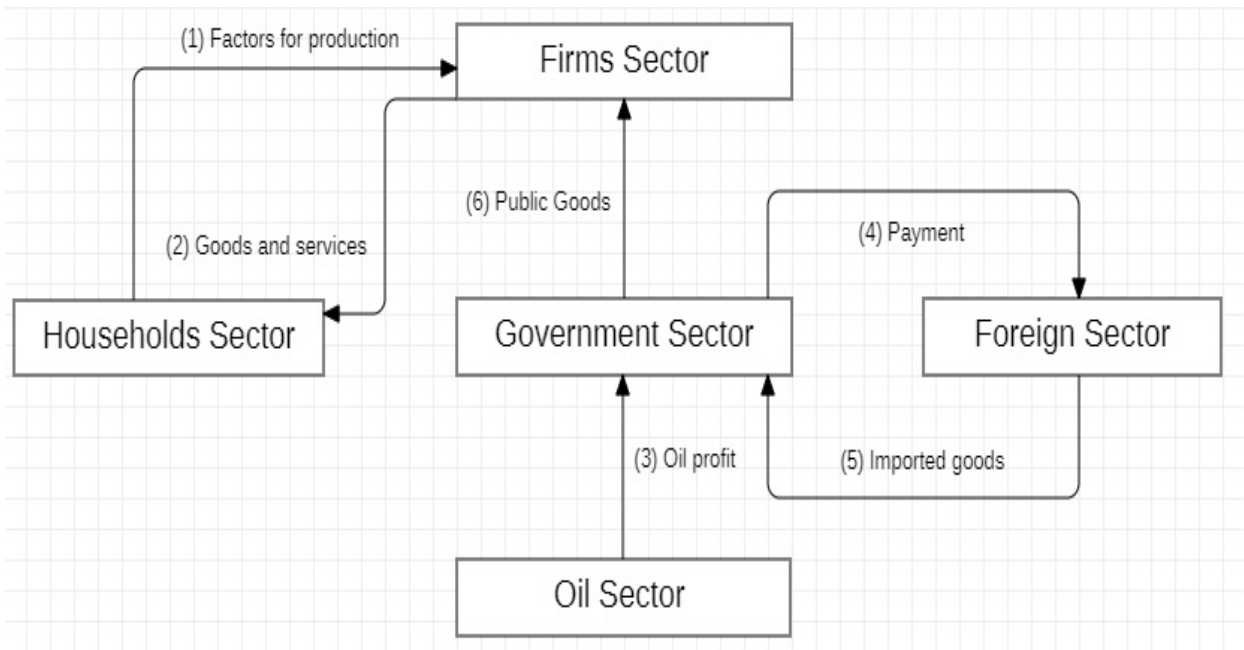 (1) Factors for production
Firms Sector
(6) Public Goods
(2) Goods and services
(4) Payment
Households Sector
Government Sector
Foreign Sector
(3) Oil profit
(5) Imported goods
Oil Sector